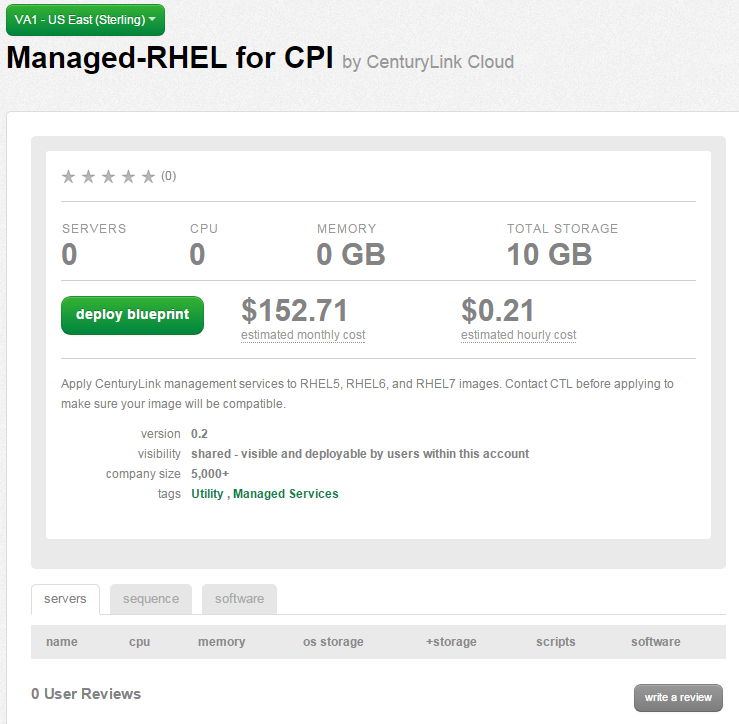 VA1 - US East (Sterling)
Managed-RHEL for CPI by CenturyLink Cloud
(0)
SERVERS CPU MEMORY TOTAL STORAGE
0 0 0 GB 10 GB
deploy blueprint $152.71 $0.21
estimated monthly cost estimated hourly cost
Apply CenturyLink management services to RHEL5, RHEL6, and RHEL7 images. Contact CTL before applying to
make sure your image will be compatible.
version 0.2
visibility shared - visible and deployable by users within this account
company size 5,000+
tags Utility , Managed Services
servers sequence software
name cpu memory os storage +storage scripts software
0 User Reviews write a review